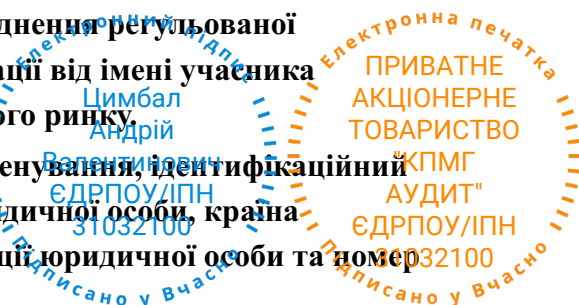 днення регульованої
ації від імені учасника
ого ринку.
енування, ідентифікаційний
дичної особи, країна
ції юридичної особи та номер
Електронний підпис
Цимбал
Андрій
Валентинович
ЄДРПОУ/ІПН
31032100
Підписано у Вчасно
Електронна печатка
ПРИВАТНЕ
АКЦІОНЕРНЕ
ТОВАРИСТВО
"КПМГ
АУДИТ"
ЄДРПОУ/ІПН
31032100
Підписано у Вчасно